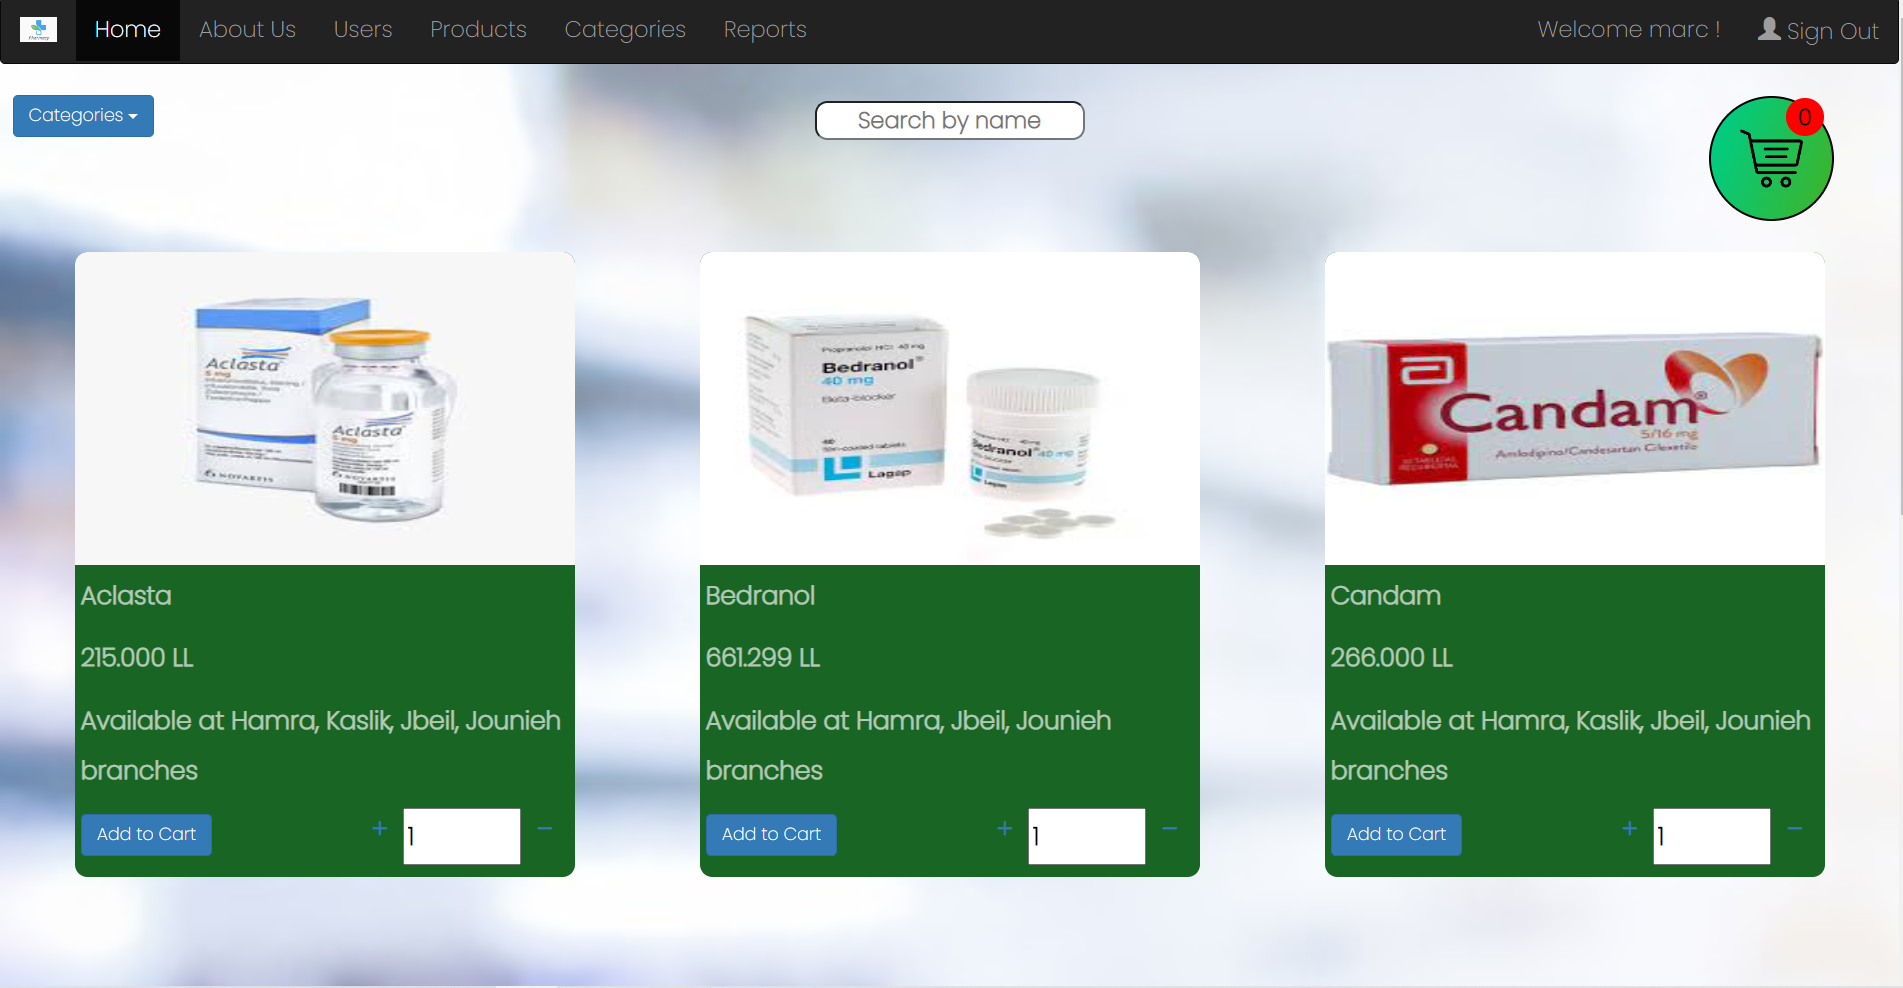 Home
About Us
Users
Products
Categories
Reports
Welcome marc !
Sign Out
Categories
Search by name
0
Aclasta
5 mg
Aclasta
5 mg
NOVARTIS
Propranolol HCl 40 mg
Bedranol®
40 mg
Beta-blocker
Lagap
Bedranol® 40 mg
Candam®
5/16 mg
Amlodipino/Candesartan Cilexetilo
Aclasta
215.000 LL
Available at Hamra, Kaslik, Jbeil, Jounieh
branches
Add to Cart
+
1
−
Bedranol
661.299 LL
Available at Hamra, Jbeil, Jounieh
branches
Add to Cart
+
1
−
Candam
266.000 LL
Available at Hamra, Kaslik, Jbeil, Jounieh
branches
Add to Cart
+
1
−